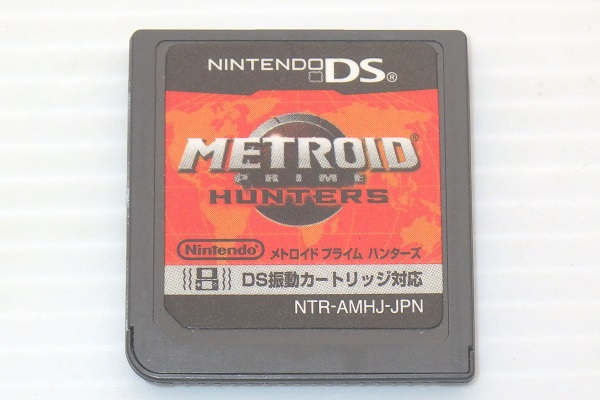 NINTENDO DS®
METROID®
PRIME
HUNTERS
Nintendo® メトロイド プライム ハンターズ
DS振動カートリッジ対応
NTR-AMHJ-JPN